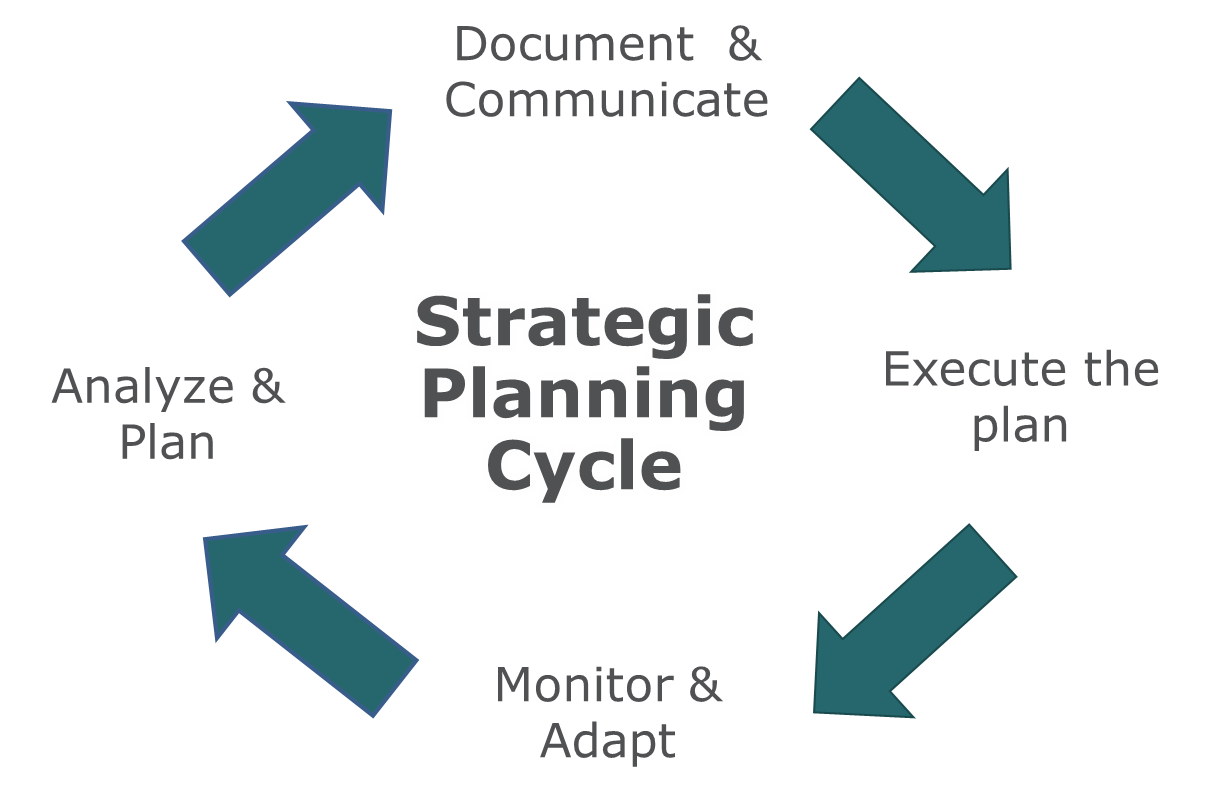 Document  &
Communicate
Strategic
Planning
Cycle
Execute the
plan
Analyze &
Plan
Monitor &
Adapt